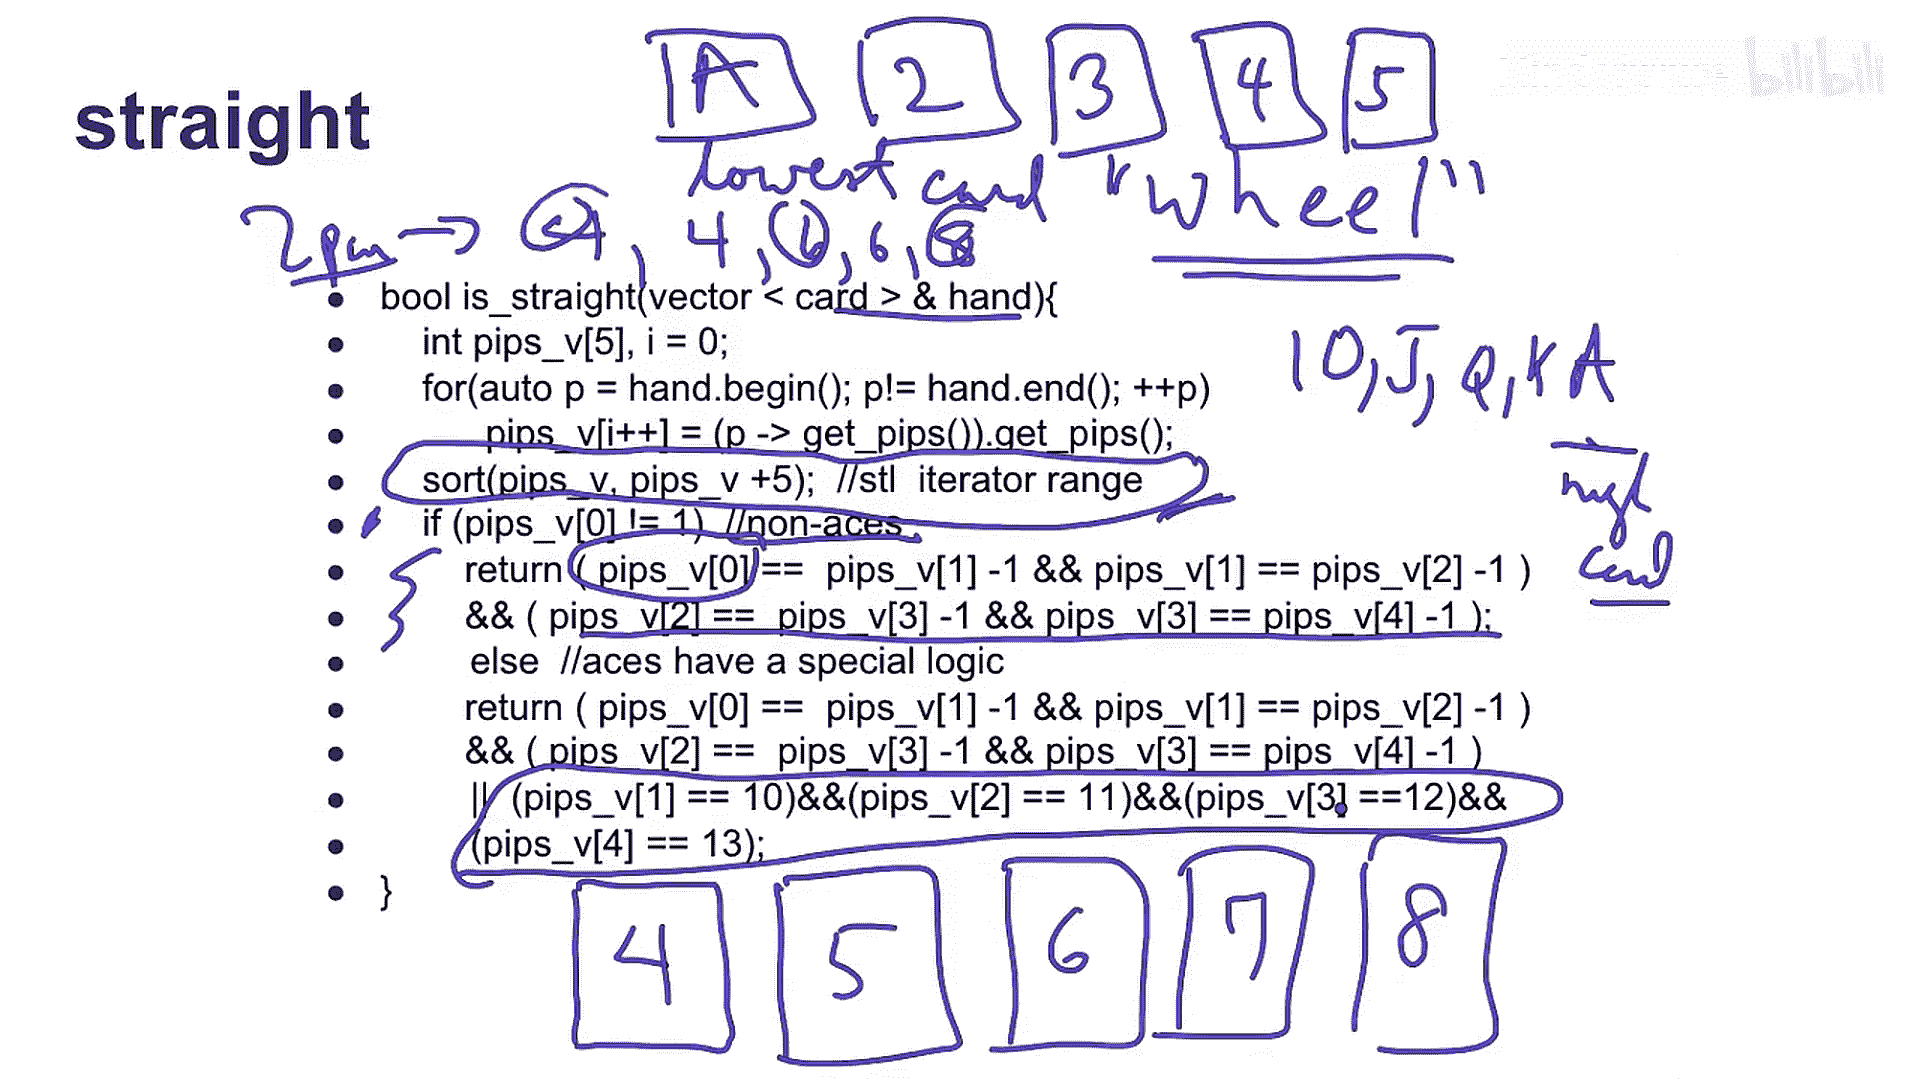 A 2 3 4 5
bilibili
straight
lowest card "wheel"
4, 4, 6, 6, 8
• bool is_straight(vector < card > & hand){
• int pips_v[5], i = 0;
10, J, Q, K A
• for(auto p = hand.begin(); p!= hand.end(); ++p)
• pips_v[i++] = (p -> get_pips()).get_pips();
• sort(pips_v, pips_v +5);  //stl  iterator range
high
• if (pips_v[0] != 1)  //non-aces
card
• return ( pips_v[0] ==  pips_v[1] -1 && pips_v[1] == pips_v[2] -1 )
• && ( pips_v[2] ==  pips_v[3] -1 && pips_v[3] == pips_v[4] -1 );
• else  //aces have a special logic
• return ( pips_v[0] ==  pips_v[1] -1 && pips_v[1] == pips_v[2] -1 )
• && ( pips_v[2] ==  pips_v[3] -1 && pips_v[3] == pips_v[4] -1 )
• ||  (pips_v[1] == 10)&&(pips_v[2] == 11)&&(pips_v[3] ==12)&&
• (pips_v[4] == 13);
• }
4 5 6 7 8